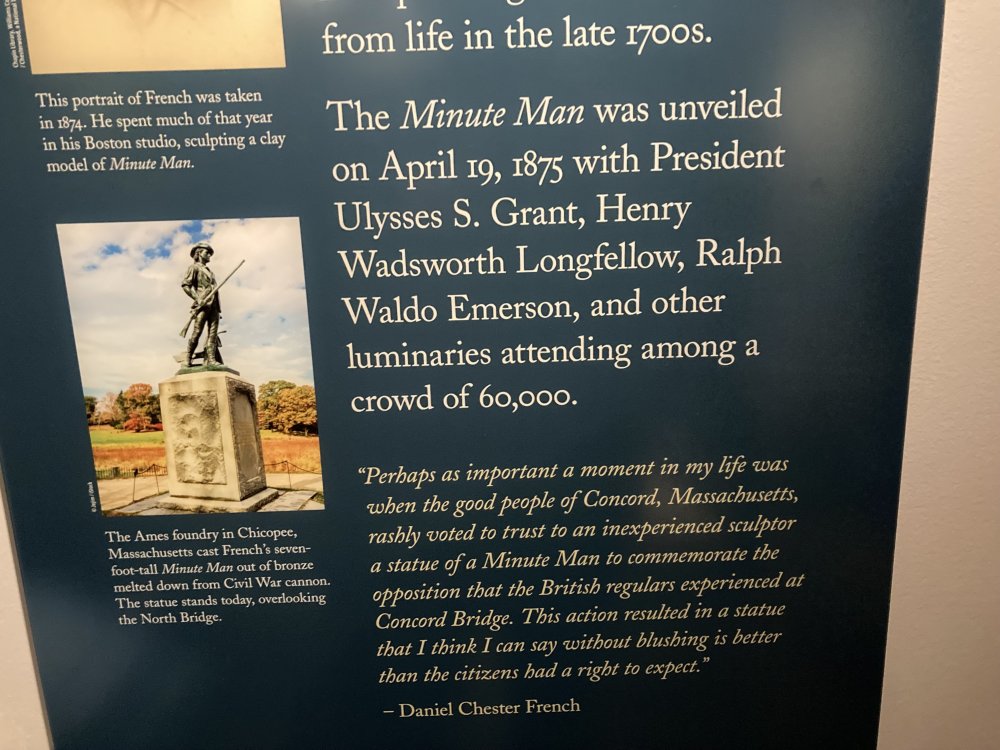 from life in the late 1700s.
This portrait of French was taken
in 1874. He spent much of that year
in his Boston studio, sculpting a clay
model of Minute Man.
The Minute Man was unveiled
on April 19, 1875 with President
Ulysses S. Grant, Henry
Wadsworth Longfellow, Ralph
Waldo Emerson, and other
luminaries attending among a
crowd of 60,000.
The Ames foundry in Chicopee,
Massachusetts cast French's seven-
foot-tall Minute Man out of bronze
melted down from Civil War cannon.
The statue stands today, overlooking
the North Bridge.
“Perhaps as important a moment in my life was
when the good people of Concord, Massachusetts,
rashly voted to trust to an inexperienced sculptor
a statue of a Minute Man to commemorate the
opposition that the British regulars experienced at
Concord Bridge. This action resulted in a statue
that I think I can say without blushing is better
than the citizens had a right to expect.”
– Daniel Chester French